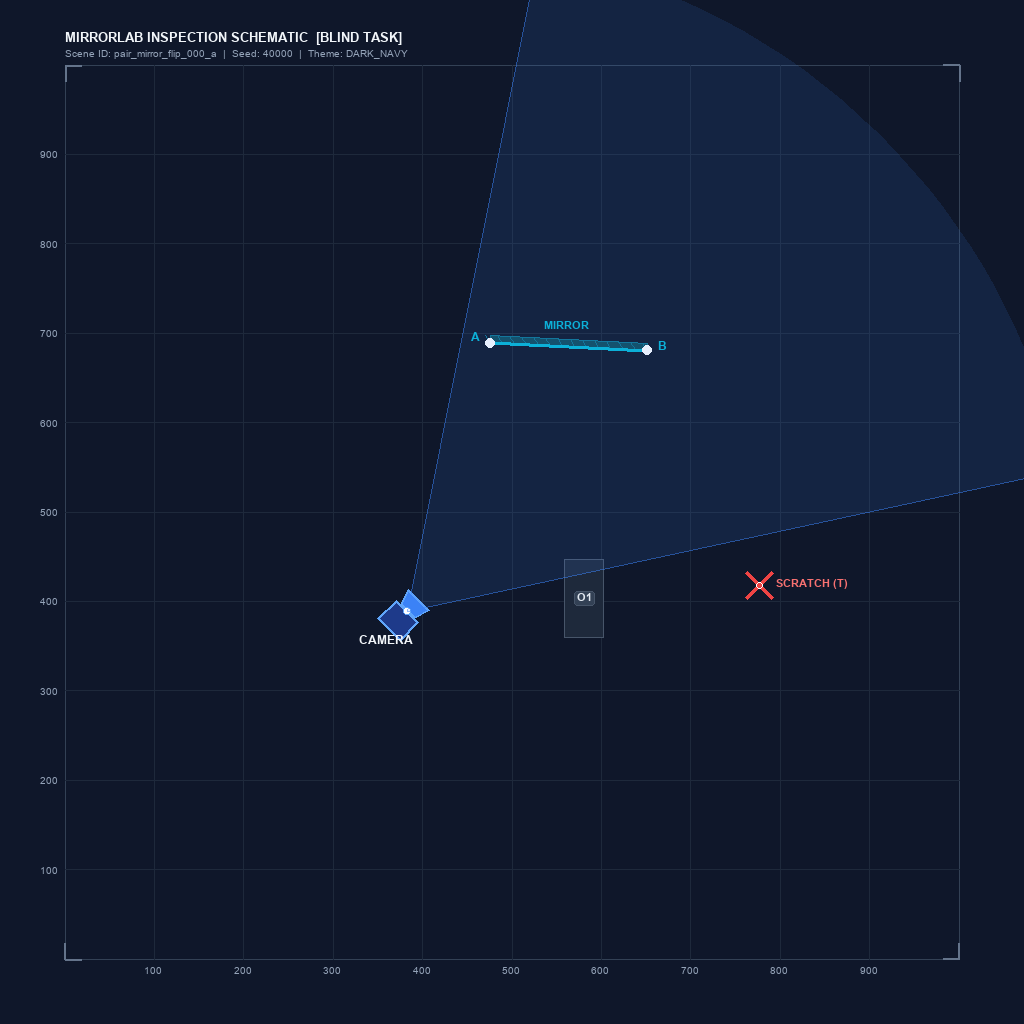 MIRRORLAB INSPECTION SCHEMATIC [BLIND TASK]
Scene ID: pair_mirror_flip_000_a | Seed: 40000 | Theme: DARK_NAVY
900
800
MIRROR
700
A
B
600
500
SCRATCH (T)
O1
400
CAMERA
300
200
100
100 200 300 400 500 600 700 800 900